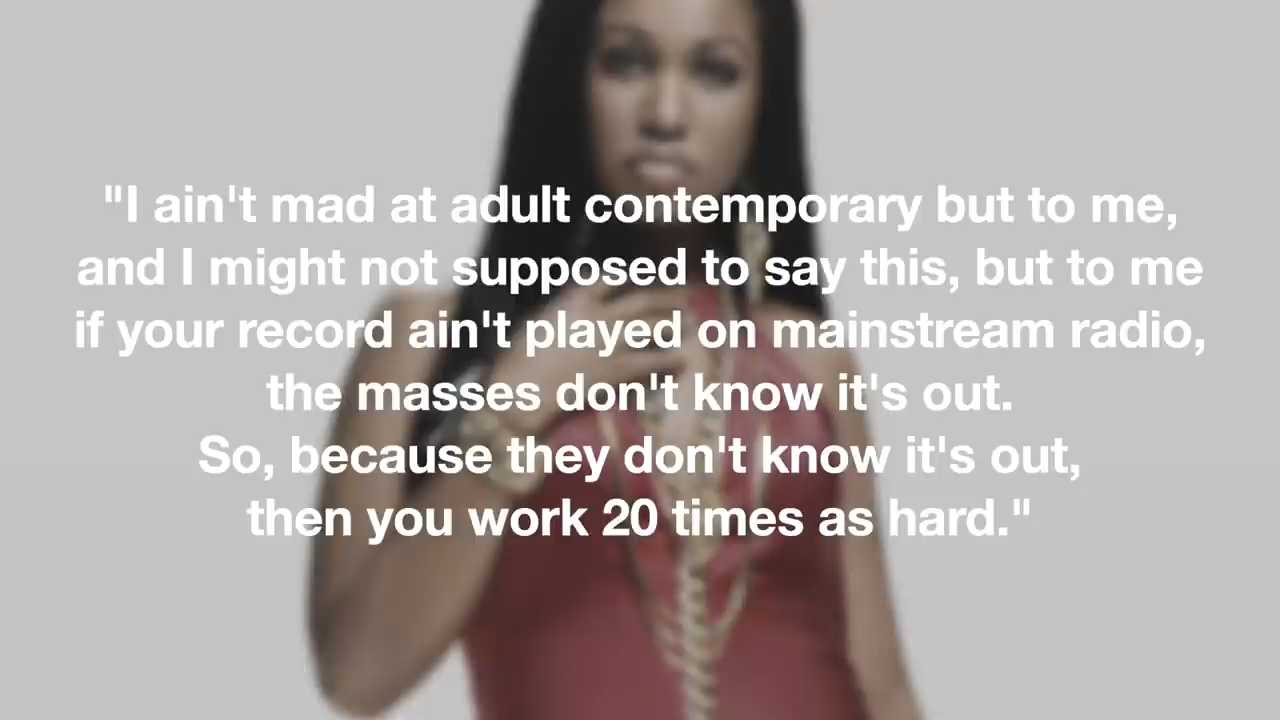 "I ain't mad at adult contemporary but to me,
and I might not supposed to say this, but to me
if your record ain't played on mainstream radio,
the masses don't know it's out.
So, because they don't know it's out,
then you work 20 times as hard."